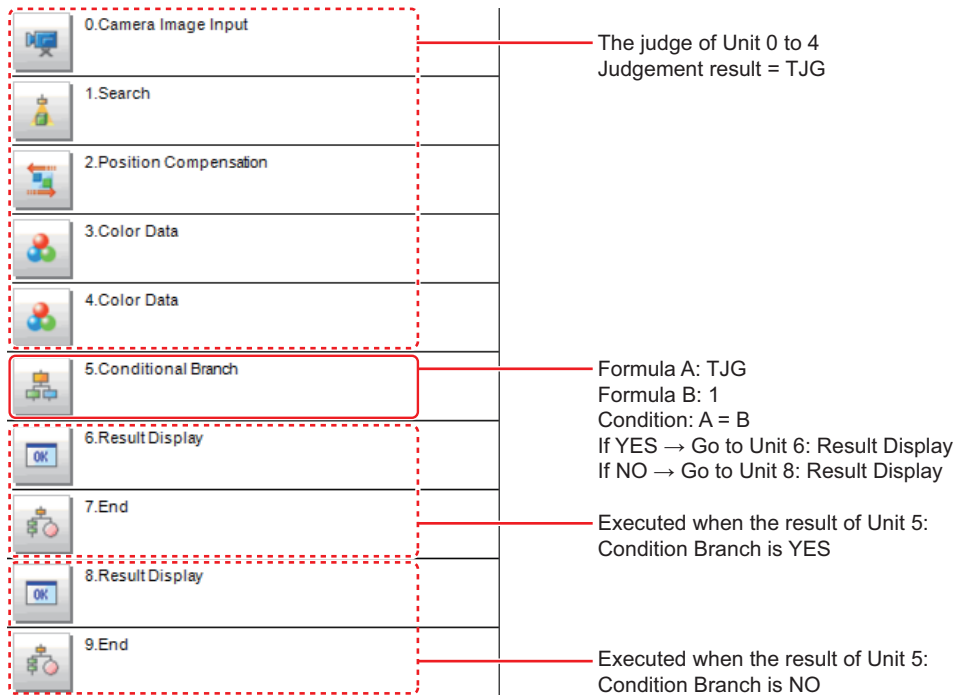 0.Camera Image Input
The judge of Unit 0 to 4
Judgement result = TJG
1.Search
2.Position Compensation
3.Color Data
4.Color Data
5.Conditional Branch
Formula A: TJG
Formula B: 1
Condition: A = B
If YES → Go to Unit 6: Result Display
If NO → Go to Unit 8: Result Display
6.Result Display
OK
7.End
Executed when the result of Unit 5:
Condition Branch is YES
8.Result Display
OK
9.End
Executed when the result of Unit 5:
Condition Branch is NO